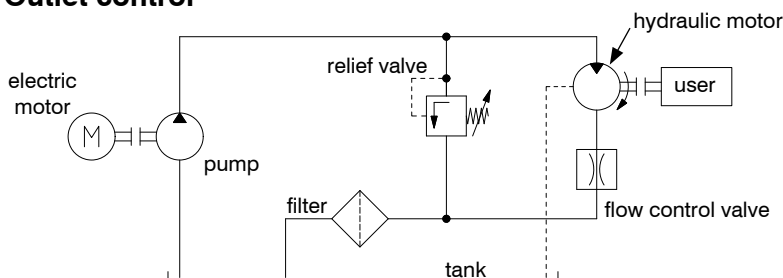 Outlet control
hydraulic motor
relief valve
electric
motor
user
M
pump
filter
flow control valve
tank